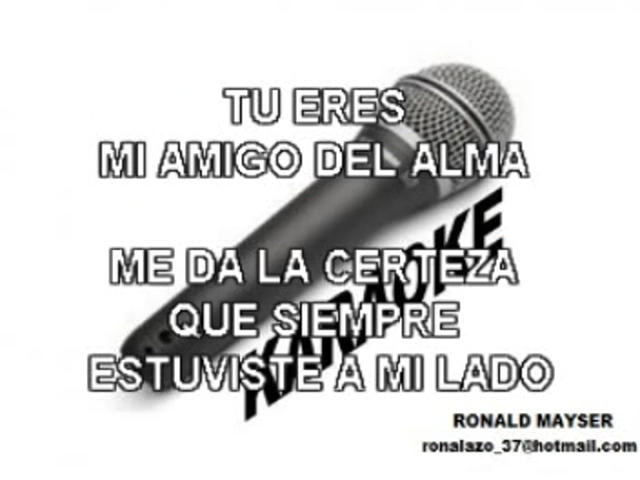 TU ERES
MI AMIGO DEL ALMA
ME DA LA CERTEZA
QUE SIEMPRE
ESTUVISTE A MI LADO
KARAOKE
RONALD MAYSER
ronalazo_37@hotmail.com